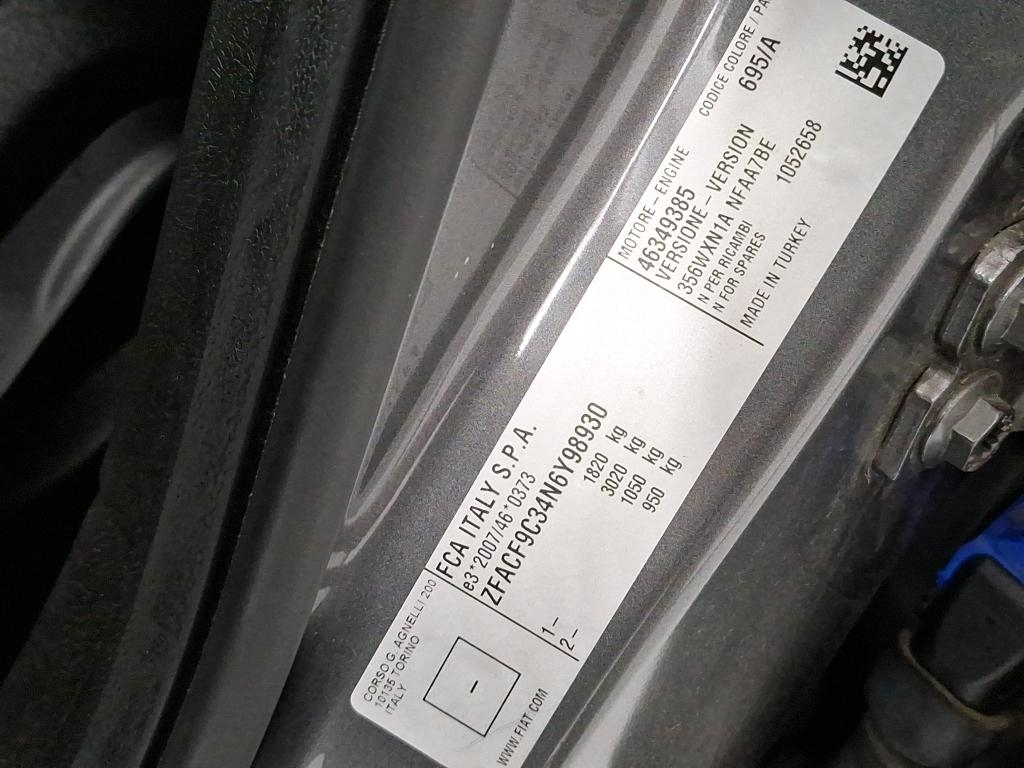 CORSO G. AGNELLI 200
10135 TORINO
ITALY
-
WWW.FIAT.COM
FCA ITALY S.P.A.
e3*2007/46*0373
ZFACF9C34N6Y98930
1820 kg
3020 kg
1- 1050 kg
2- 950 kg
MOTORE - ENGINE
46349385
VERSIONE - VERSION
356WXN1A NFAA7BE
N PER RICAMBI
N FOR SPARES
1052658
MADE IN TURKEY
CODICE COLORE /
695/A